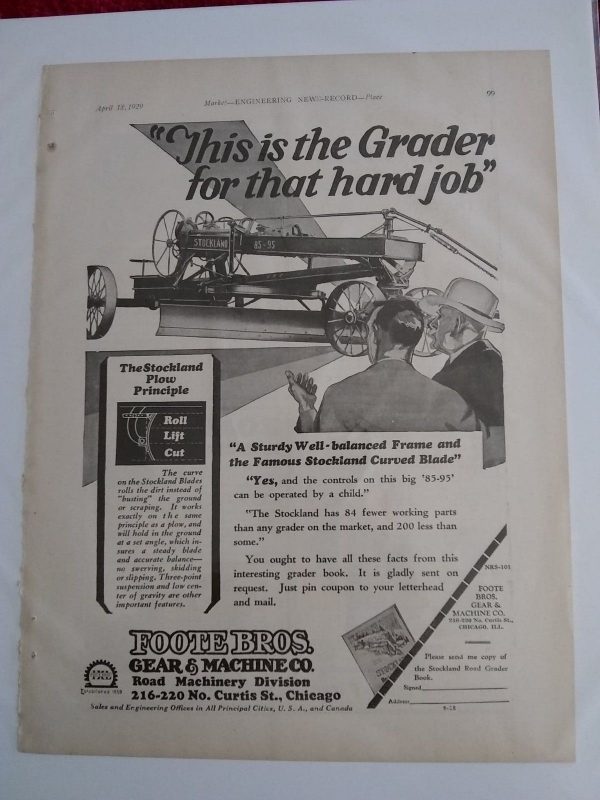 April 18, 1929
Market—ENGINEERING NEWS-RECORD—Place
99
"This is the Grader
for that hard job"
STOCKLAND 85-95
The Stockland
Plow
Principle
Roll
Lift
Cut
The curve
on the Stockland Blades
rolls the dirt instead of
"busting" the ground
or scraping. It works
exactly on the same
principle as a plow, and
will hold in the ground
at a set angle, which in-
sures a steady blade
and accurate balance—
no swerving, skidding
or slipping. Three-point
suspension and low cen-
ter of gravity are other
important features.
"A Sturdy Well-balanced Frame and
the Famous Stockland Curved Blade"
"Yes, and the controls on this big '85-95'
can be operated by a child."
"The Stockland has 84 fewer working parts
than any grader on the market, and 200 less than
some."
You ought to have all these facts from this
interesting grader book. It is gladly sent on
request. Just pin coupon to your letterhead
and mail.
NRS-101
FOOTE
BROS.
GEAR &
MACHINE CO.
216-220 No. Curtis St.,
CHICAGO, ILL.
Please send me copy of
the Stockland Road Grader
Book.
Signed
Address
FOOTE BROS.
GEAR & MACHINE CO.
Road Machinery Division
216-220 No. Curtis St., Chicago
Sales and Engineering Offices in All Principal Cities, U. S. A., and Canada